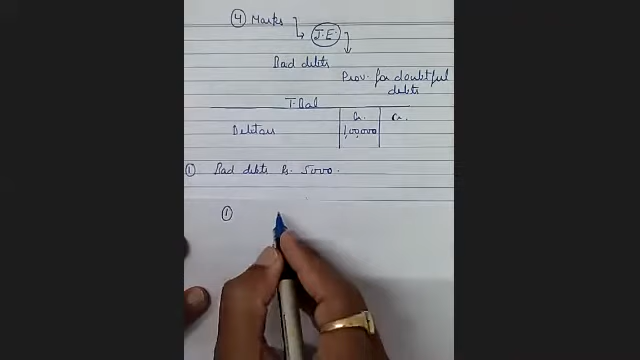 ④ Marks
J.E.
Bad debts
Prov. for doubtful
debts
T.Bal
Dr. Cr.
Debtors 1,00,000
① Bad debts Rs. 5000.
①